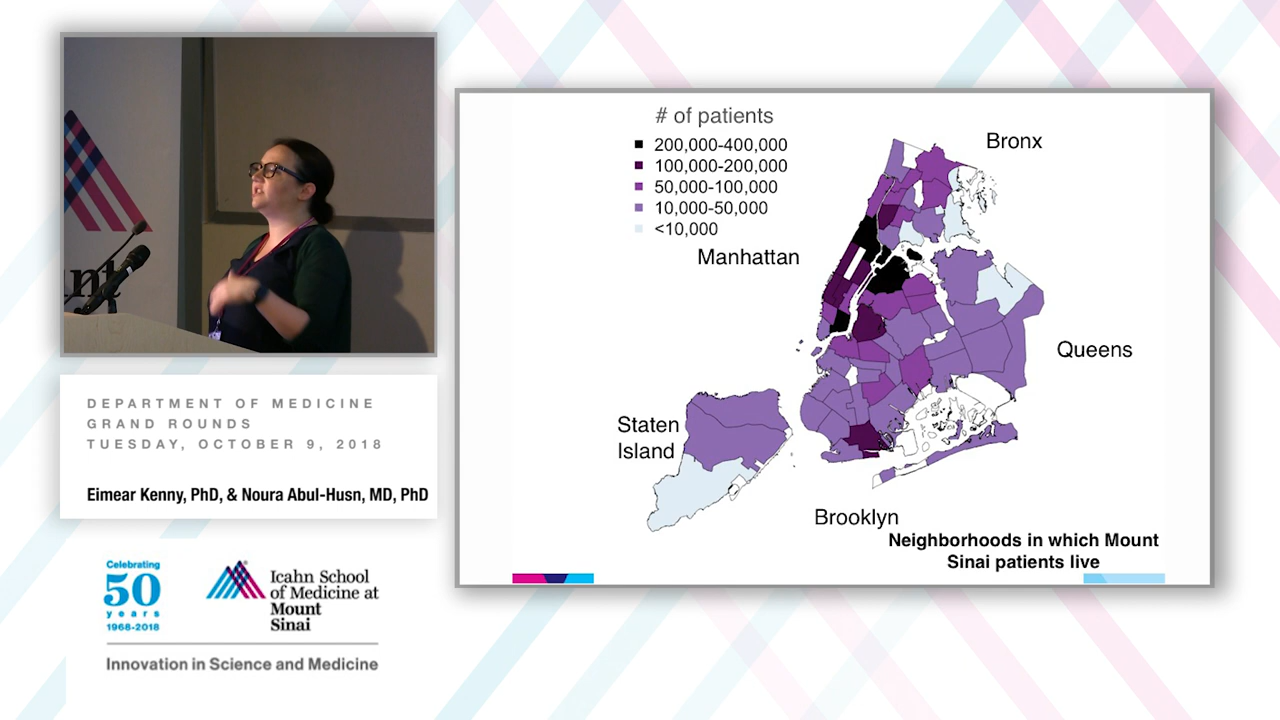 # of patients
200,000-400,000
100,000-200,000
50,000-100,000
10,000-50,000
<10,000
Bronx
Manhattan
Queens
Staten
Island
Brooklyn
Neighborhoods in which Mount
Sinai patients live
DEPARTMENT OF MEDICINE
GRAND ROUNDS
TUESDAY, OCTOBER 9, 2018
Eimear Kenny, PhD, & Noura Abul-Husn, MD, PhD
Celebrating
50
years
1968-2018
Icahn School
of Medicine at
Mount
Sinai
Innovation in Science and Medicine